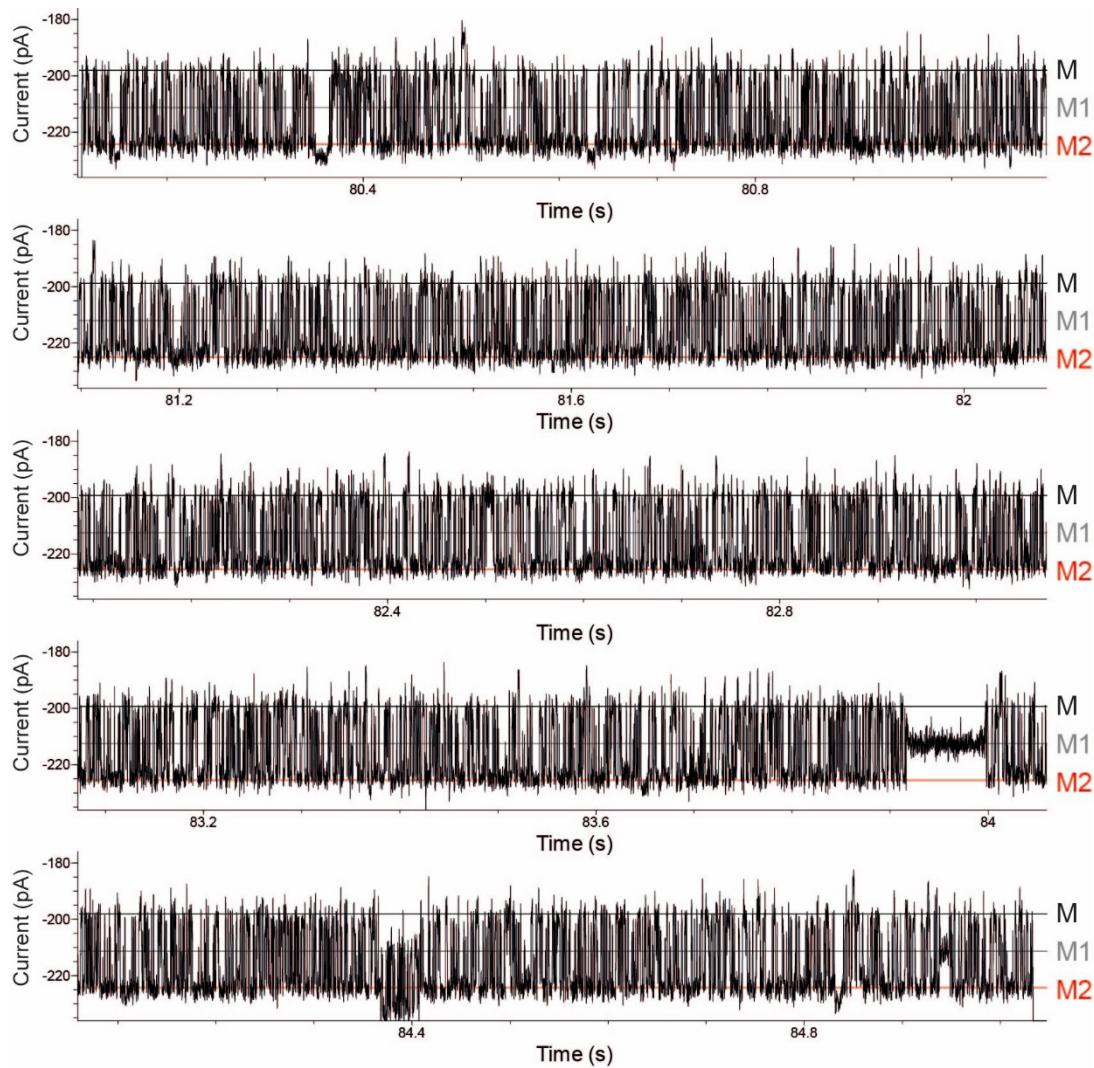 Current (pA)
-180
-200
-220
M
M1
M2
80.4
80.8
Time (s)
Current (pA)
-180
-200
-220
M
M1
M2
81.2
81.6
82
Time (s)
Current (pA)
-180
-200
-220
M
M1
M2
82.4
82.8
Time (s)
Current (pA)
-180
-200
-220
M
M1
M2
83.2
83.6
84
Time (s)
Current (pA)
-180
-200
-220
M
M1
M2
84.4
84.8
Time (s)